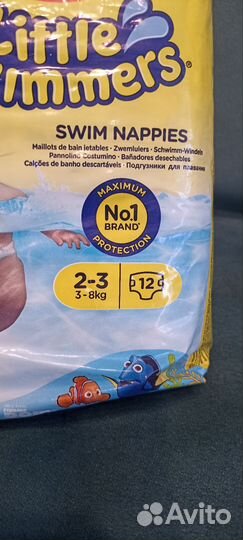 Little
SWIM NAPPIES
Maillots de bain jetables · Zwemluiers · Schwimm-Windeln
Pannolino Costumino · Bañadores desechables
Calções de banho descartáveis · Подгузники для плавания
MAXIMUM
No.1
BRAND*
PROTECTION
2-3
3-8kg
12
Avito